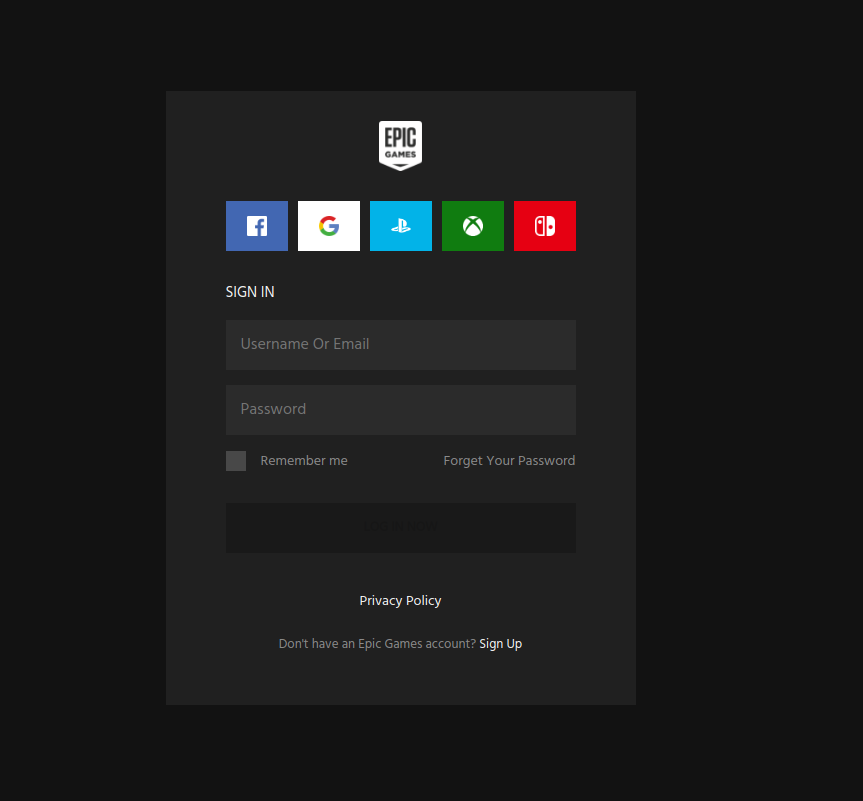 EPIC
GAMES
SIGN IN
Username Or Email
Password
Remember me
Forget Your Password
Privacy Policy
Don't have an Epic Games account? Sign Up